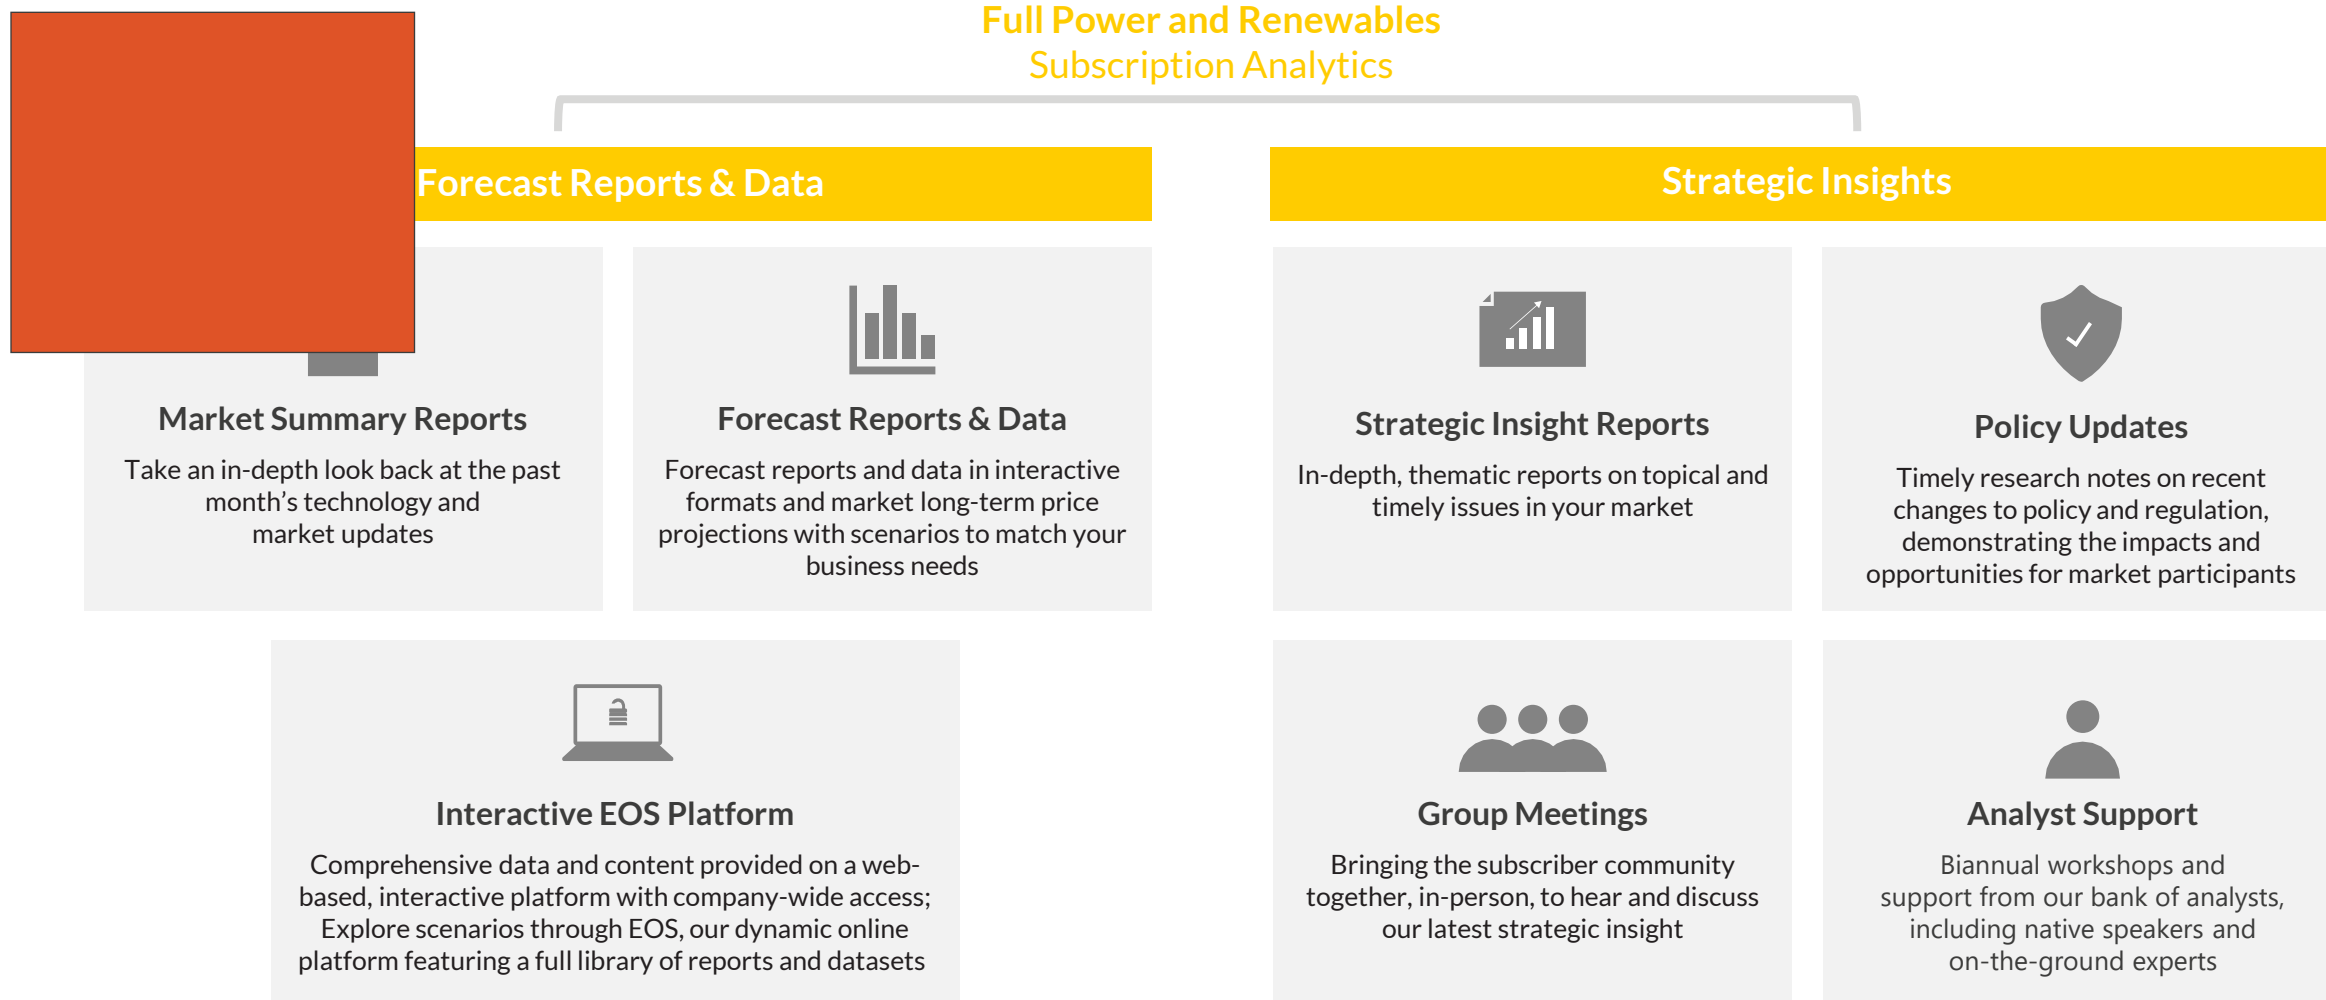 Full Power and Renewables
Subscription Analytics
Forecast Reports & Data
Strategic Insights
Market Summary Reports
Take an in-depth look back at the past
month’s technology and
market updates
Forecast Reports & Data
Forecast reports and data in interactive
formats and market long-term price
projections with scenarios to match your
business needs
Strategic Insight Reports
In-depth, thematic reports on topical and
timely issues in your market
Policy Updates
Timely research notes on recent
changes to policy and regulation,
demonstrating the impacts and
opportunities for market participants
Interactive EOS Platform
Comprehensive data and content provided on a web-
based, interactive platform with company-wide access;
Explore scenarios through EOS, our dynamic online
platform featuring a full library of reports and datasets
Group Meetings
Bringing the subscriber community
together, in-person, to hear and discuss
our latest strategic insight
Analyst Support
Biannual workshops and
support from our bank of analysts,
including native speakers and
on-the-ground experts